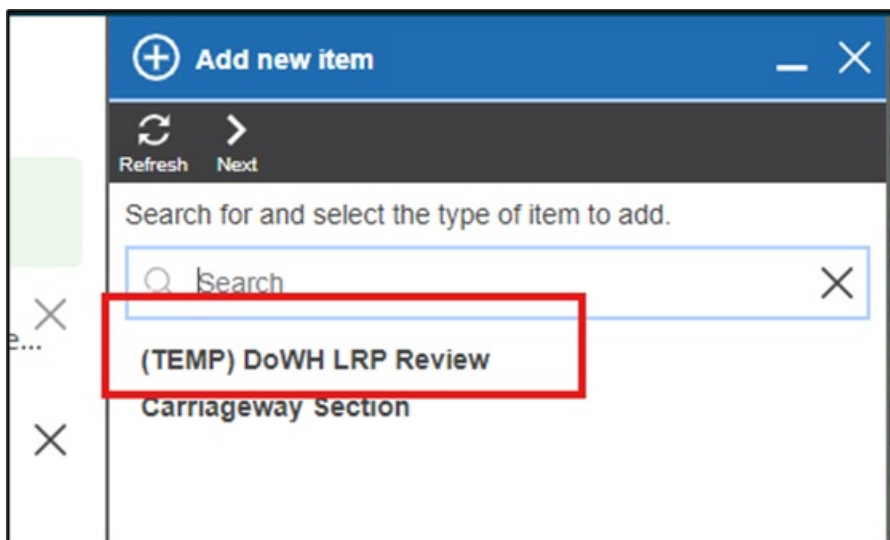 Add new item
Refresh Next
Search for and select the type of item to add.
Search
e...
(TEMP) DoWH LRP Review
Carriageway Section